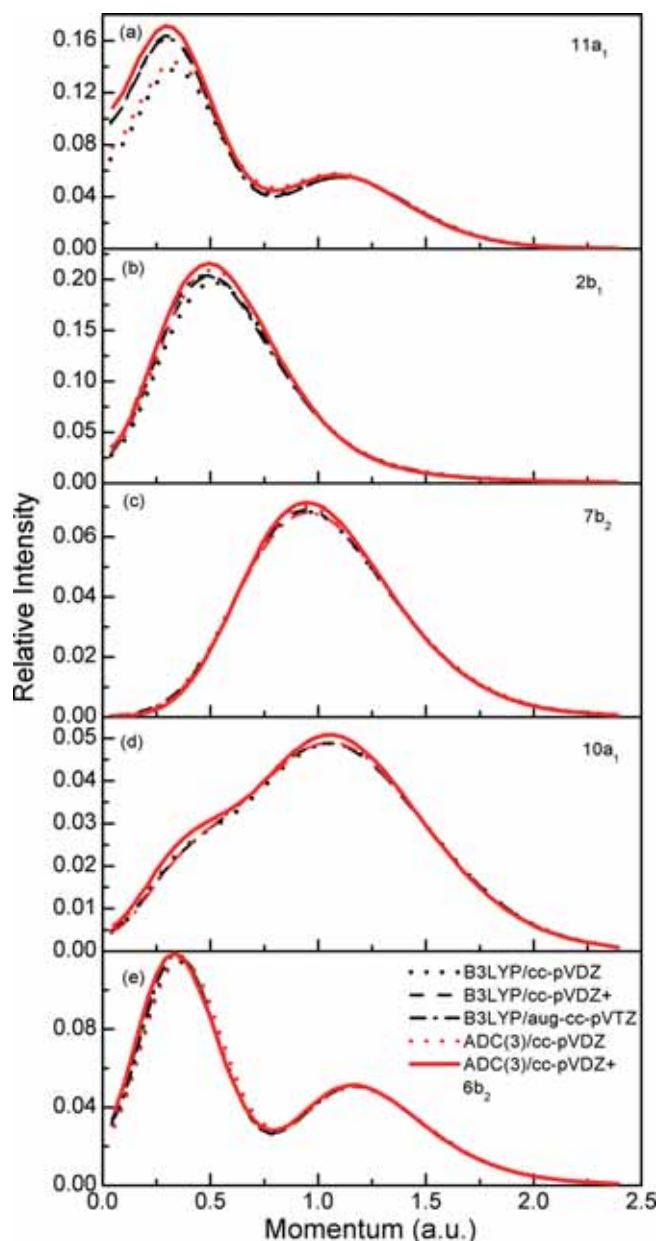 (a)
11a₁
0.16
0.12
0.08
0.04
0.00
(b)
2b₁
0.20
0.15
0.10
0.05
0.00
(c)
7b₂
0.06
0.04
0.02
0.00
(d)
10a₁
0.05
0.04
0.03
0.02
0.01
0.00
(e)
B3LYP/cc-pVDZ
B3LYP/cc-pVDZ+
B3LYP/aug-cc-pVTZ
ADC(3)/cc-pVDZ
ADC(3)/cc-pVDZ+
6b₂
0.08
0.04
0.00
0.0 0.5 1.0 1.5 2.0 2.5
Momentum (a.u.)
Relative Intensity